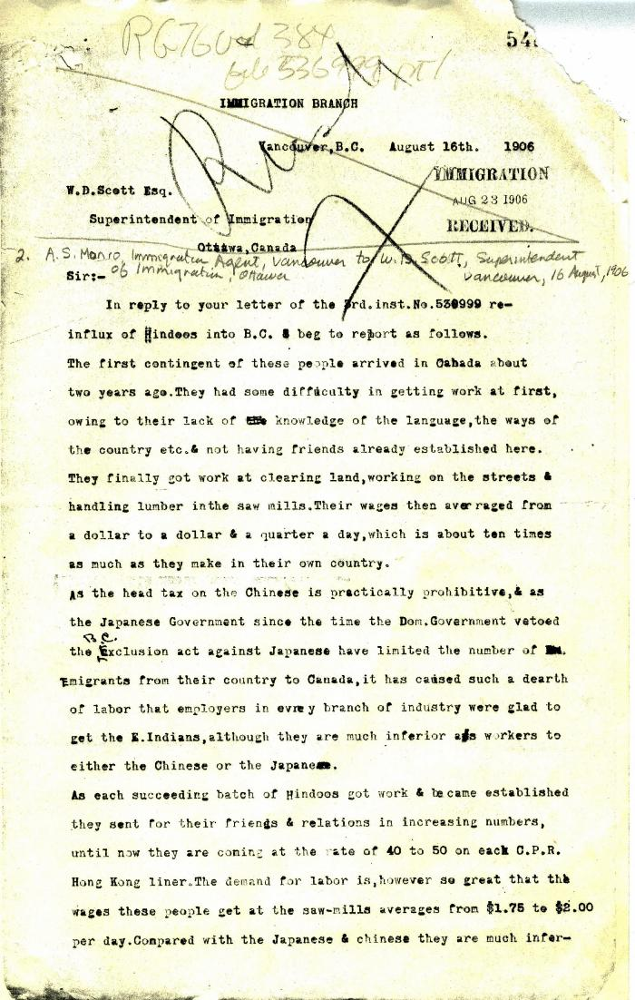 RG76 vol 384
file 536999 pt 1
54
IMMIGRATION BRANCH
Vancouver,B.C. August 16th. 1906
IMMIGRATION
AUG 23 1906
RECEIVED.
W.D.Scott Esq.
Superintendent of Immigration
Ottawa,Canada
2. A.S. Monro, Immigration Agent, Vancouver to W.D. Scott, Superintendent
of Immigration, Ottawa Vancouver, 16 August, 1906
Sir:-
In reply to your letter of the 3rd.inst.No.536999 re-
influx of Hindoos into B.C. I beg to report as follows.
The first contingent of these people arrived in Cahada about
two years ago.They had some difficulty in getting work at first,
owing to their lack of knowledge of the language,the ways of
the country etc.& not having friends already established here.
They finally got work at clearing land,working on the streets &
handling lumber inthe saw mills.Their wages then averraged from
a dollar to a dollar & a quarter a day,which is about ten times
as much as they make in their own country.
As the head tax on the Chinese is practically prohibitive,& as
the Japanese Government since the time the Dom.Government vetoed
B.C.
the Exclusion act against Japanese have limited the number of
Emigrants from their country to Canada,it has caused such a dearth
of labor that employers in evrey branch of industry were glad to
get the E.Indians,although they are much inferior as workers to
either the Chinese or the Japanese.
As each succeeding batch of Hindoos got work & became established
they sent for their friends & relations in increasing numbers,
until now they are coming at the rate of 40 to 50 on each C.P.R.
Hong Kong liner.The demand for labor is,however so great that the
wages these people get at the saw-mills averages from $1.75 to $2.00
per day.Compared with the Japanese & chinese they are much infer-